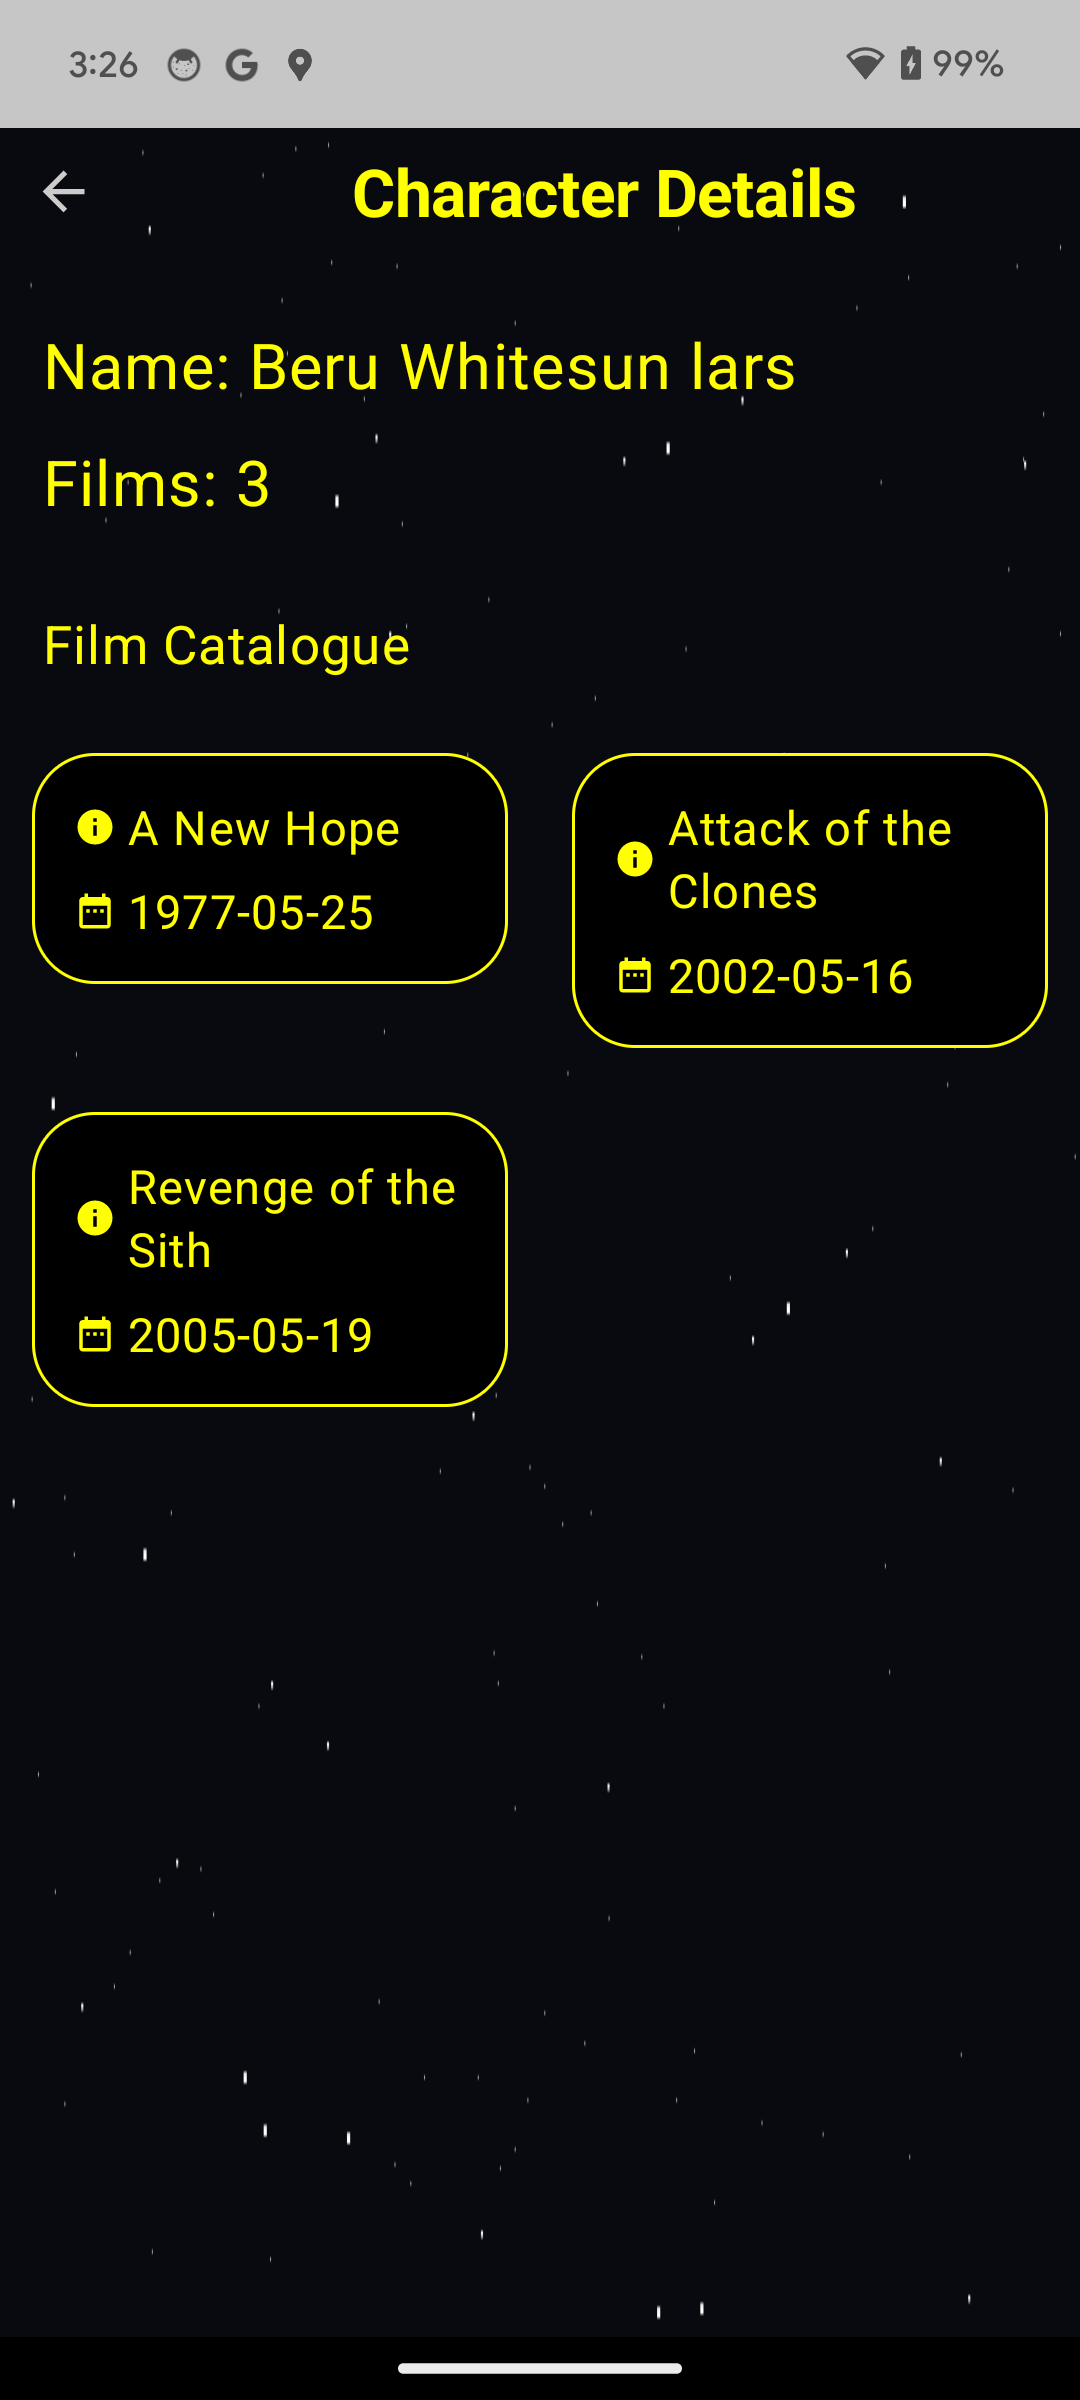 3:26
99%
Character Details
Name: Beru Whitesun lars
Films: 3
Film Catalogue
A New Hope
1977-05-25
Attack of the
Clones
2002-05-16
Revenge of the
Sith
2005-05-19